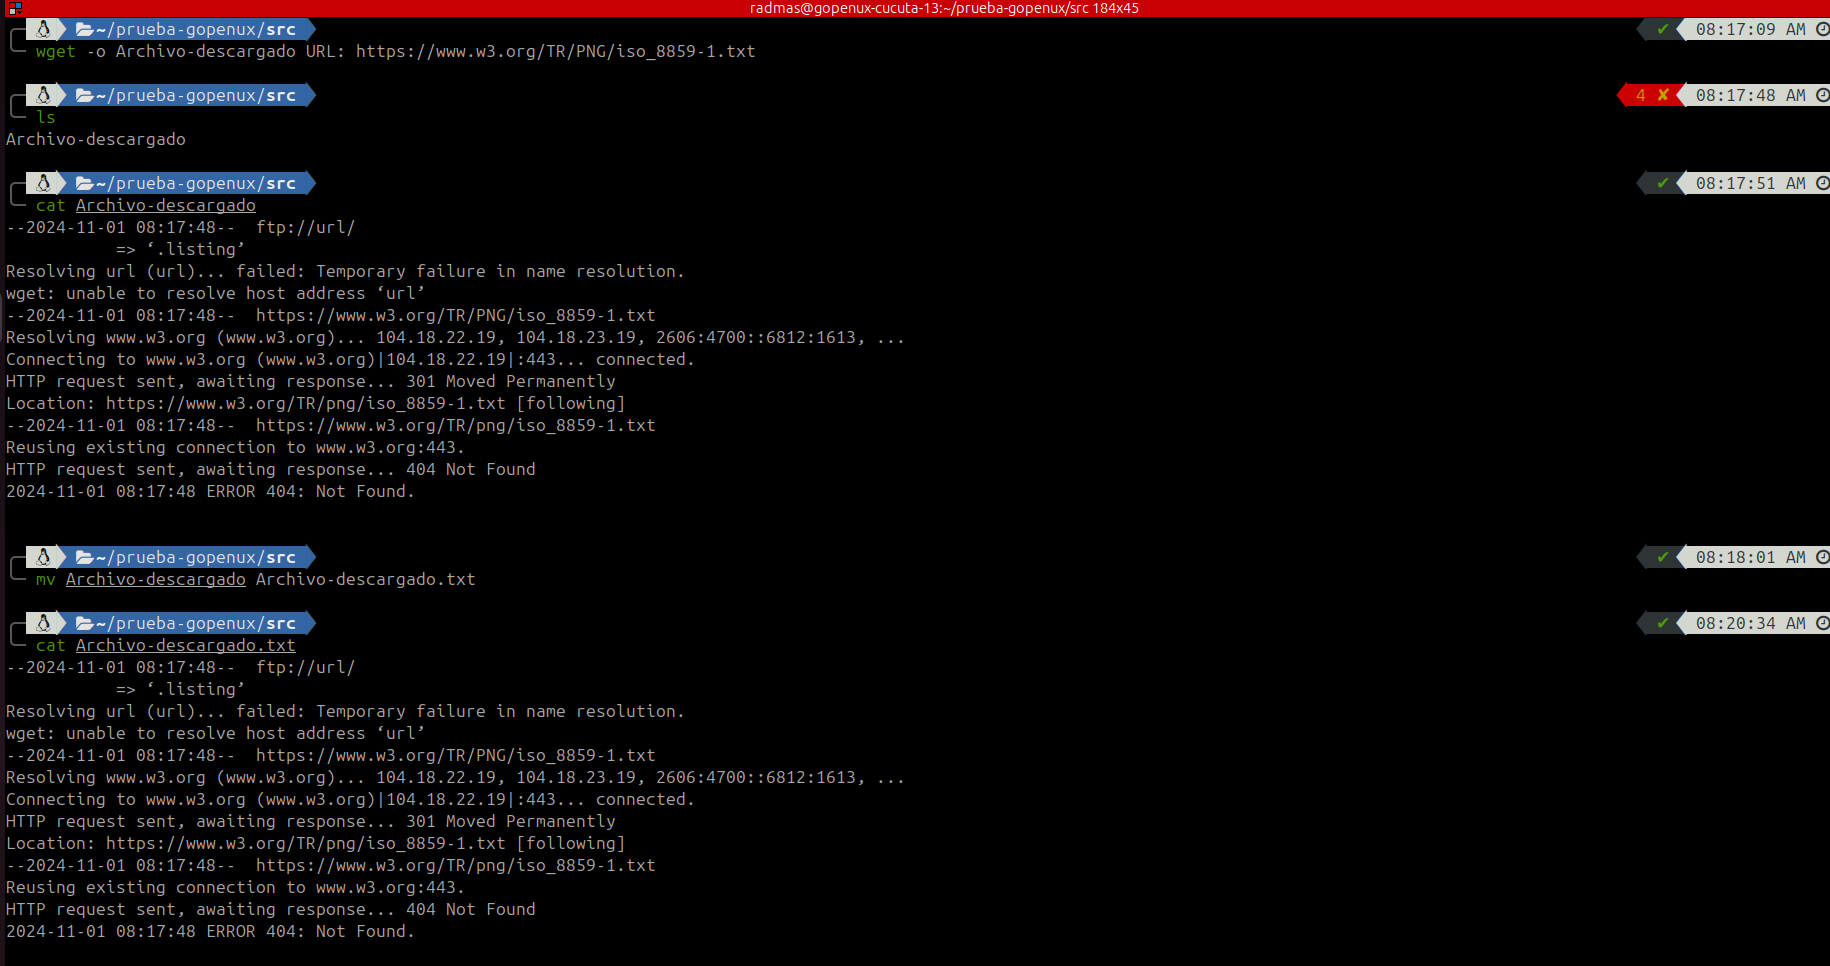 radmas@gopenux-cucuta-13:~/prueba-gopenux/src 184x45
~/prueba-gopenux/src ✔ 08:17:09 AM
wget -o Archivo-descargado URL: https://www.w3.org/TR/PNG/iso_8859-1.txt
~/prueba-gopenux/src 4 ✘ 08:17:48 AM
ls
Archivo-descargado
~/prueba-gopenux/src ✔ 08:17:51 AM
cat Archivo-descargado
--2024-11-01 08:17:48--  ftp://url/
           => ‘.listing’
Resolving url (url)... failed: Temporary failure in name resolution.
wget: unable to resolve host address ‘url’
--2024-11-01 08:17:48--  https://www.w3.org/TR/PNG/iso_8859-1.txt
Resolving www.w3.org (www.w3.org)... 104.18.22.19, 104.18.23.19, 2606:4700::6812:1613, ...
Connecting to www.w3.org (www.w3.org)|104.18.22.19|:443... connected.
HTTP request sent, awaiting response... 301 Moved Permanently
Location: https://www.w3.org/TR/png/iso_8859-1.txt [following]
--2024-11-01 08:17:48--  https://www.w3.org/TR/png/iso_8859-1.txt
Reusing existing connection to www.w3.org:443.
HTTP request sent, awaiting response... 404 Not Found
2024-11-01 08:17:48 ERROR 404: Not Found.
~/prueba-gopenux/src ✔ 08:18:01 AM
mv Archivo-descargado Archivo-descargado.txt
~/prueba-gopenux/src ✔ 08:20:34 AM
cat Archivo-descargado.txt
--2024-11-01 08:17:48--  ftp://url/
           => ‘.listing’
Resolving url (url)... failed: Temporary failure in name resolution.
wget: unable to resolve host address ‘url’
--2024-11-01 08:17:48--  https://www.w3.org/TR/PNG/iso_8859-1.txt
Resolving www.w3.org (www.w3.org)... 104.18.22.19, 104.18.23.19, 2606:4700::6812:1613, ...
Connecting to www.w3.org (www.w3.org)|104.18.22.19|:443... connected.
HTTP request sent, awaiting response... 301 Moved Permanently
Location: https://www.w3.org/TR/png/iso_8859-1.txt [following]
--2024-11-01 08:17:48--  https://www.w3.org/TR/png/iso_8859-1.txt
Reusing existing connection to www.w3.org:443.
HTTP request sent, awaiting response... 404 Not Found
2024-11-01 08:17:48 ERROR 404: Not Found.